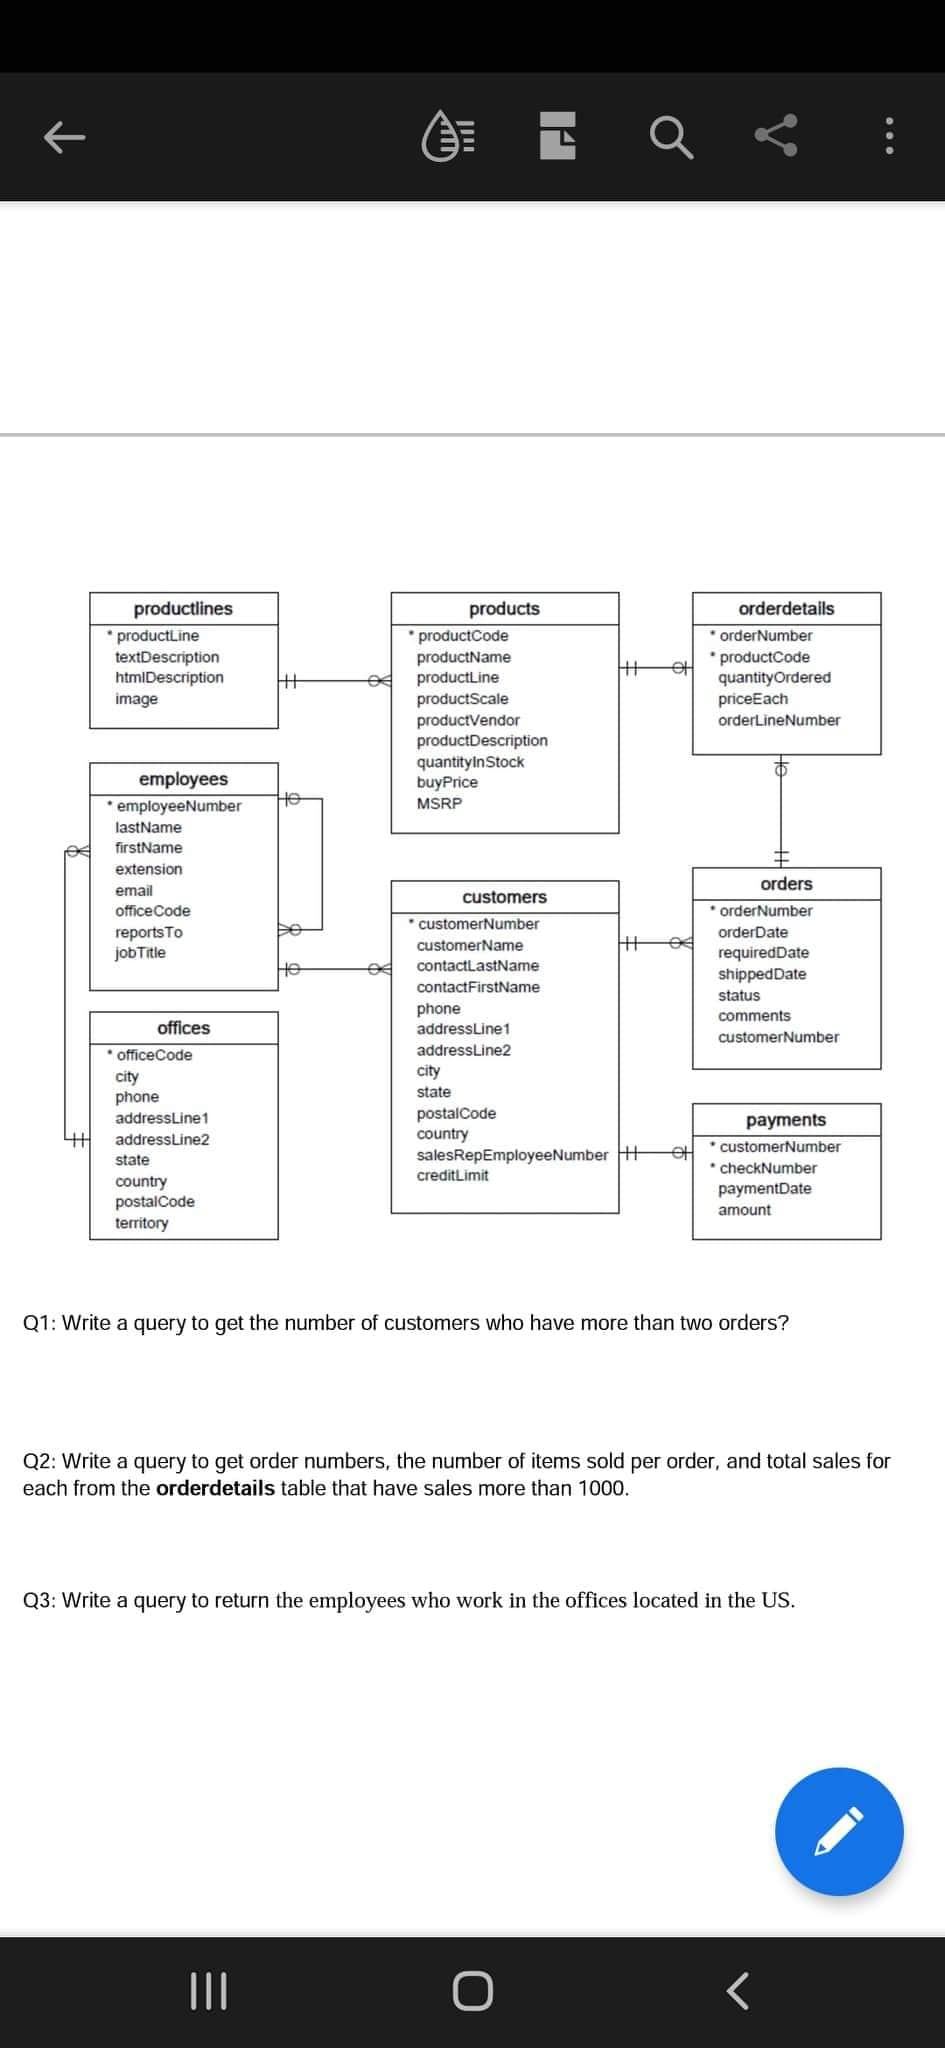 productlines
* productLine
textDescription
htmlDescription
image
products
* productCode
productName
productLine
productScale
productVendor
productDescription
quantityInStock
buyPrice
MSRP
orderdetails
* orderNumber
* productCode
quantityOrdered
priceEach
orderLineNumber
employees
* employeeNumber
lastName
firstName
extension
email
officeCode
reportsTo
jobTitle
customers
* customerNumber
customerName
contactLastName
contactFirstName
phone
addressLine1
addressLine2
city
state
postalCode
country
salesRepEmployeeNumber
creditLimit
orders
* orderNumber
orderDate
requiredDate
shippedDate
status
comments
customerNumber
offices
* officeCode
city
phone
addressLine1
addressLine2
state
country
postalCode
territory
payments
* customerNumber
* checkNumber
paymentDate
amount
Q1: Write a query to get the number of customers who have more than two orders?
Q2: Write a query to get order numbers, the number of items sold per order, and total sales for
each from the orderdetails table that have sales more than 1000.
Q3: Write a query to return the employees who work in the offices located in the US.